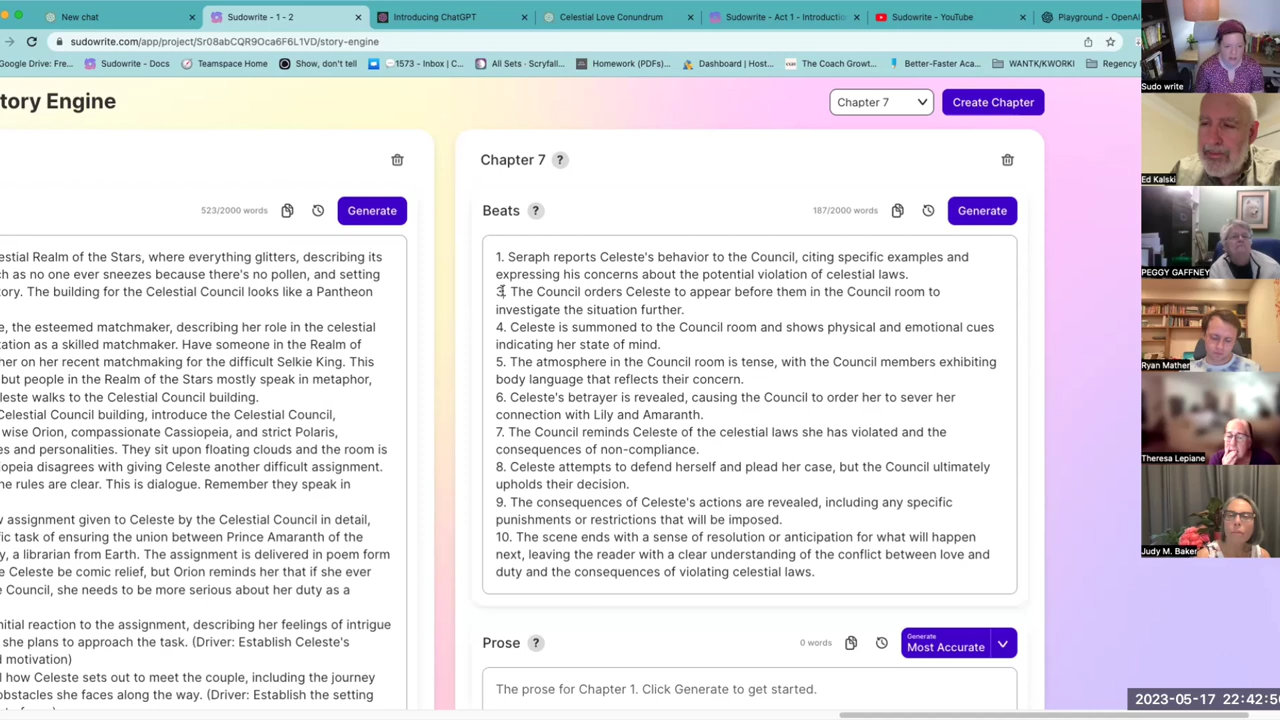 New chat
Sudowrite - 1 - 2
Introducing ChatGPT
Celestial Love Conundrum
Sudowrite - Act 1 - Introductio
Sudowrite - YouTube
Playground - OpenAI
sudowrite.com/app/project/Sr08abCQR9Oca6F6L1VD/story-engine
Google Drive: Fre...
Sudowrite - Docs
Teamspace Home
Show, don't tell
1573 - Inbox | C...
All Sets · Scryfall...
Homework (PDFs)...
Dashboard | Host...
The Coach Growt...
Better-Faster Aca...
WANTK/KWORKI
Regency
tory Engine
Chapter 7
Create Chapter
523/2000 words
Generate
estial Realm of the Stars, where everything glitters, describing its
ch as no one ever sneezes because there's no pollen, and setting
tory. The building for the Celestial Council looks like a Pantheon
e, the esteemed matchmaker, describing her role in the celestial
tation as a skilled matchmaker. Have someone in the Realm of
her on her recent matchmaking for the difficult Selkie King. This
but people in the Realm of the Stars mostly speak in metaphor,
leste walks to the Celestial Council building.
Celestial Council building, introduce the Celestial Council,
wise Orion, compassionate Cassiopeia, and strict Polaris,
es and personalities. They sit upon floating clouds and the room is
iopeia disagrees with giving Celeste another difficult assignment.
he rules are clear. This is dialogue. Remember they speak in
w assignment given to Celeste by the Celestial Council in detail,
fic task of ensuring the union between Prince Amaranth of the
y, a librarian from Earth. The assignment is delivered in poem form
e Celeste be comic relief, but Orion reminds her that if she ever
e Council, she needs to be more serious about her duty as a
nitial reaction to the assignment, describing her feelings of intrigue
she plans to approach the task. (Driver: Establish Celeste's
d motivation)
l how Celeste sets out to meet the couple, including the journey
obstacles she faces along the way. (Driver: Establish the setting
Chapter 7 ?
Beats ?
187/2000 words
Generate
1. Seraph reports Celeste's behavior to the Council, citing specific examples and
expressing his concerns about the potential violation of celestial laws.
3. The Council orders Celeste to appear before them in the Council room to
investigate the situation further.
4. Celeste is summoned to the Council room and shows physical and emotional cues
indicating her state of mind.
5. The atmosphere in the Council room is tense, with the Council members exhibiting
body language that reflects their concern.
6. Celeste's betrayer is revealed, causing the Council to order her to sever her
connection with Lily and Amaranth.
7. The Council reminds Celeste of the celestial laws she has violated and the
consequences of non-compliance.
8. Celeste attempts to defend herself and plead her case, but the Council ultimately
upholds their decision.
9. The consequences of Celeste's actions are revealed, including any specific
punishments or restrictions that will be imposed.
10. The scene ends with a sense of resolution or anticipation for what will happen
next, leaving the reader with a clear understanding of the conflict between love and
duty and the consequences of violating celestial laws.
Prose ?
0 words
Generate
Most Accurate
The prose for Chapter 1. Click Generate to get started.
Sudo write
Ed Kalski
PEGGY GAFFNEY
Ryan Mather
Theresa Lepiane
Judy M. Baker
2023-05-17 22:42:5